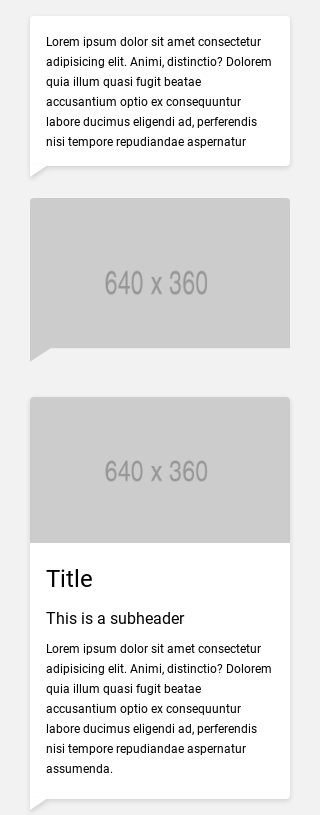 Lorem ipsum dolor sit amet consectetur
adipisicing elit. Animi, distinctio? Dolorem
quia illum quasi fugit beatae
accusantium optio ex consequuntur
labore ducimus eligendi ad, perferendis
nisi tempore repudiandae aspernatur
640 x 360
640 x 360
Title
This is a subheader
Lorem ipsum dolor sit amet consectetur
adipisicing elit. Animi, distinctio? Dolorem
quia illum quasi fugit beatae
accusantium optio ex consequuntur
labore ducimus eligendi ad, perferendis
nisi tempore repudiandae aspernatur
assumenda.